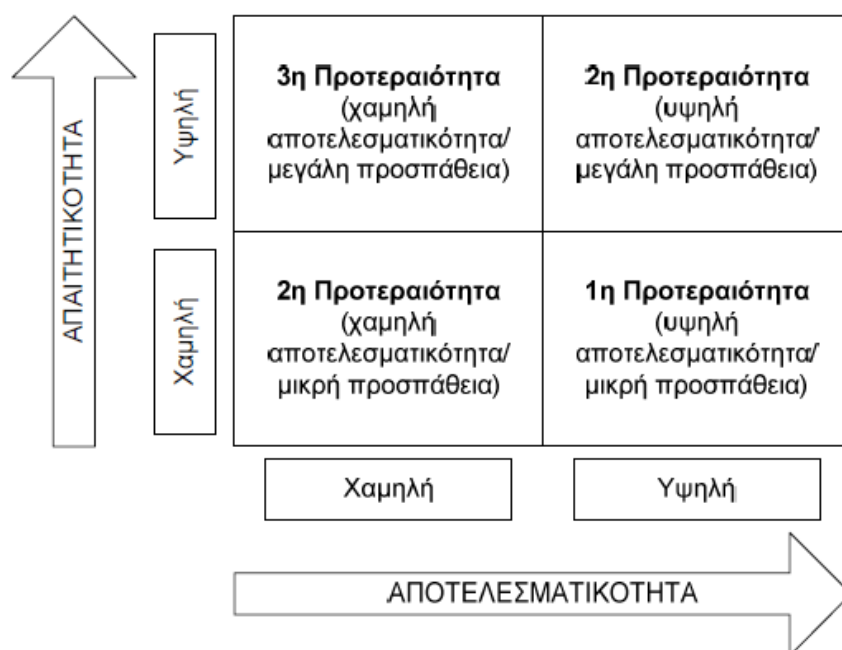 ΑΠΑΙΤΗΤΙΚΟΤΗΤΑ
Υψηλή
3η Προτεραιότητα
(χαμηλή
αποτελεσματικότητα/
μεγάλη προσπάθεια)
2η Προτεραιότητα
(υψηλή
αποτελεσματικότητα/
μεγάλη προσπάθεια)
Χαμηλή
2η Προτεραιότητα
(χαμηλή
αποτελεσματικότητα/
μικρή προσπάθεια)
1η Προτεραιότητα
(υψηλή
αποτελεσματικότητα/
μικρή προσπάθεια)
Χαμηλή
Υψηλή
ΑΠΟΤΕΛΕΣΜΑΤΙΚΟΤΗΤΑ